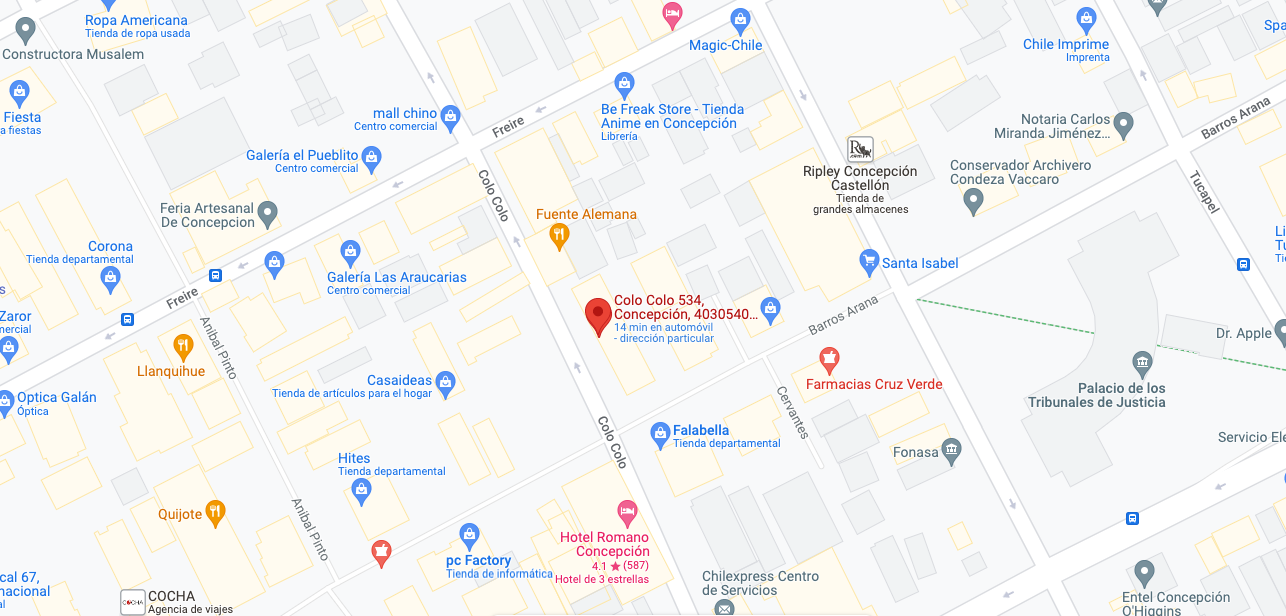 Ropa Americana
Tienda de ropa usada
Constructora Musalem
Magic-Chile
Chile Imprime
Imprenta
Spa
Fiesta
a fiestas
mall chino
Centro comercial
Freire
Be Freak Store - Tienda
Anime en Concepción
Librería
Notaria Carlos
Miranda Jiménez...
Barros Arana
Galería el Pueblito
Centro comercial
Ripley Concepción
Castellón
Tienda de
grandes almacenes
Conservador Archivero
Condeza Vaccaro
Colo Colo
Tucapel
Feria Artesanal
De Concepcion
Fuente Alemana
Corona
Tienda departamental
Galería Las Araucarias
Centro comercial
Santa Isabel
Freire
Colo Colo 534,
Concepción, 4030540...
14 min en automóvil
- dirección particular
Barros Arana
Zaror
Anibal Pinto
Dr. Apple
Llanquihue
Casaideas
Tienda de artículos para el hogar
Farmacias Cruz Verde
Palacio de los
Tribunales de Justicia
Optica Galán
Óptica
Cervantes
Colo Colo
Falabella
Tienda departamental
Servicio Ele
Fonasa
Hites
Tienda departamental
Quijote
Anibal Pinto
Hotel Romano
Concepción
4.1 ★ (587)
Hotel de 3 estrellas
pc Factory
Tienda de informática
Chilexpress Centro
de Servicios
cal 67,
nacional
COCHA
COCHA
Agencia de viajes
Entel Concepción
O'Higgins